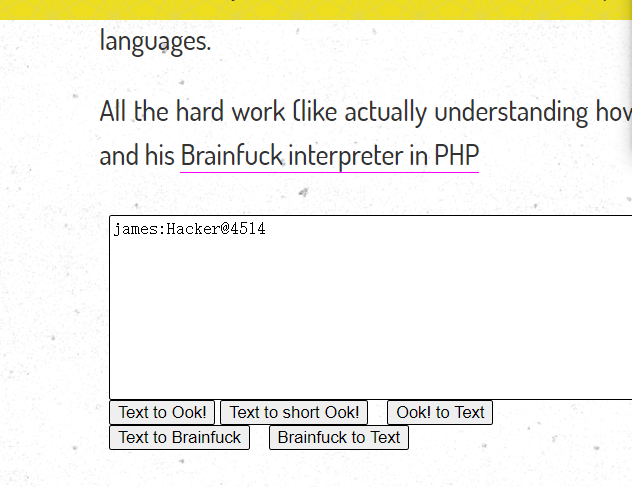 languages.
All the hard work (like actually understanding how
and his Brainfuck interpreter in PHP
james:Hacker@4514
Text to Ook! Text to short Ook! Ook! to Text
Text to Brainfuck Brainfuck to Text